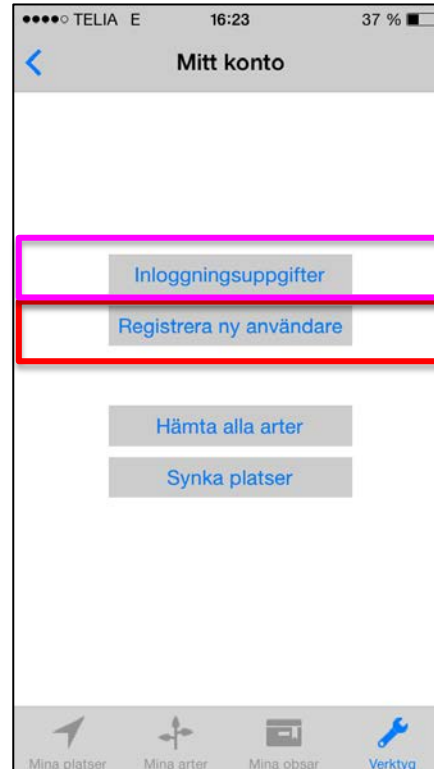 TELIA E 16:23 37 %
Mitt konto
Inloggningsuppgifter
Registrera ny användare
Hämta alla arter
Synka platser
Mina platser Mina arter Mina obsar Verktyg